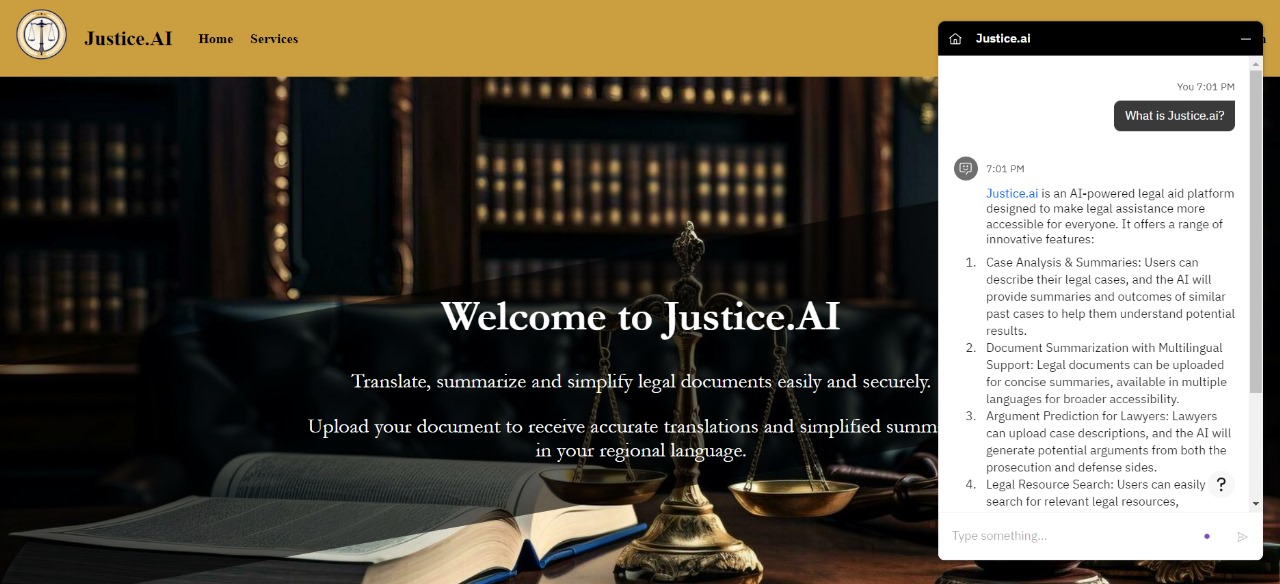 Justice.AI
Home
Services
Welcome to Justice.AI
Translate, summarize and simplify legal documents easily and securely.
Upload your document to receive accurate translations and simplified
in your regional language.
Justice.ai
You 7:01 PM
What is Justice.ai?
7:01 PM
Justice.ai is an AI-powered legal aid platform
designed to make legal assistance more
accessible for everyone. It offers a range of
innovative features:
1. Case Analysis & Summaries: Users can
describe their legal cases, and the AI will
provide summaries and outcomes of similar
past cases to help them understand potential
results.
2. Document Summarization with Multilingual
Support: Legal documents can be uploaded
for concise summaries, available in multiple
languages for broader accessibility.
3. Argument Prediction for Lawyers: Lawyers
can upload case descriptions, and the AI will
generate potential arguments from both the
prosecution and defense sides.
4. Legal Resource Search: Users can easily
search for relevant legal resources,
?
Type something...